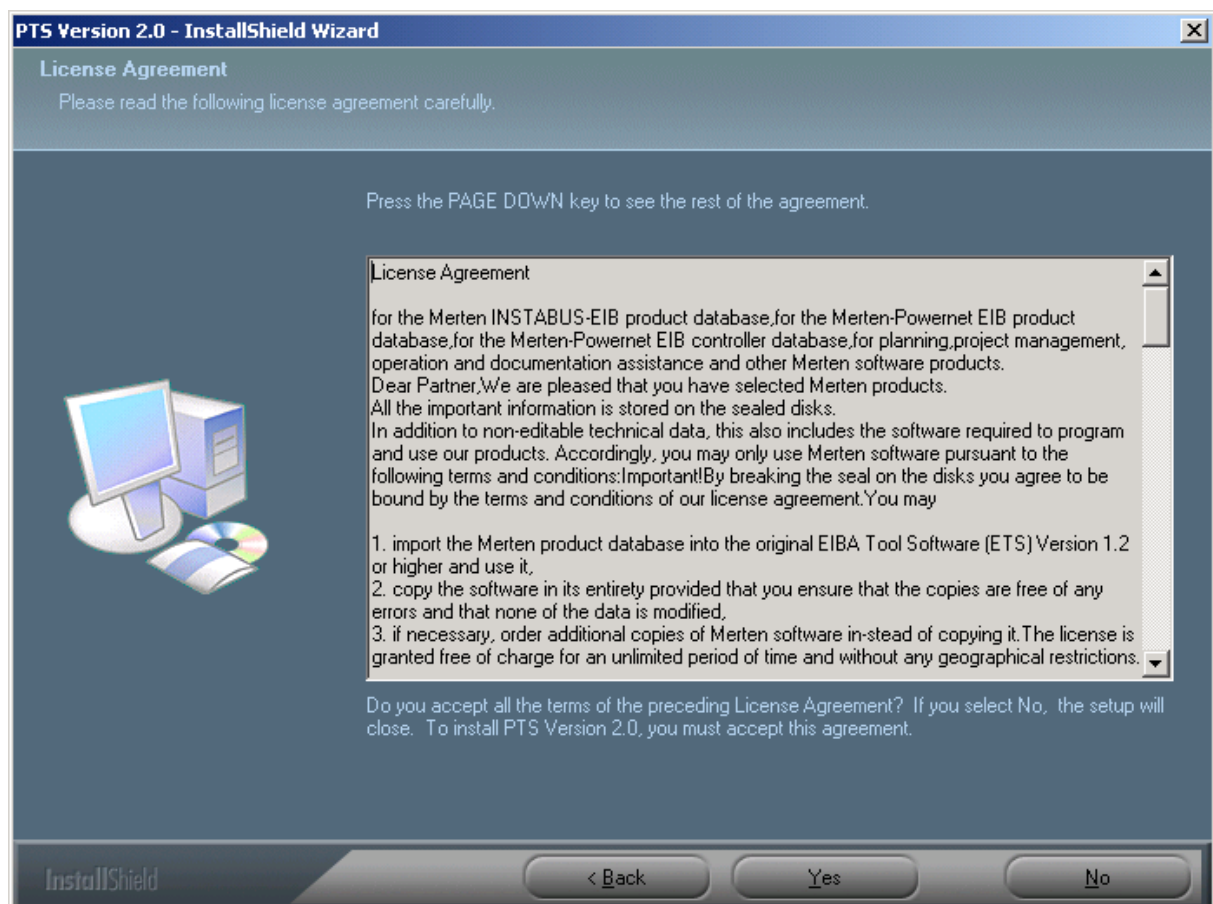 PTS Version 2.0 - InstallShield Wizard
License Agreement
Please read the following license agreement carefully.
Press the PAGE DOWN key to see the rest of the agreement.
License Agreement
for the Merten INSTABUS-EIB product database,for the Merten-Powernet EIB product
database,for the Merten-Powernet EIB controller database,for planning,project management,
operation and documentation assistance and other Merten software products.
Dear Partner,We are pleased that you have selected Merten products.
All the important information is stored on the sealed disks.
In addition to non-editable technical data, this also includes the software required to program
and use our products. Accordingly, you may only use Merten software pursuant to the
following terms and conditions:Important!By breaking the seal on the disks you agree to be
bound by the terms and conditions of our license agreement.You may
1. import the Merten product database into the original EIBA Tool Software (ETS) Version 1.2
or higher and use it,
2. copy the software in its entirety provided that you ensure that the copies are free of any
errors and that none of the data is modified,
3. if necessary, order additional copies of Merten software in-stead of copying it.The license is
granted free of charge for an unlimited period of time and without any geographical restrictions.
Do you accept all the terms of the preceding License Agreement?  If you select No,  the setup will
close.  To install PTS Version 2.0, you must accept this agreement.
InstallShield
< Back
Yes
No